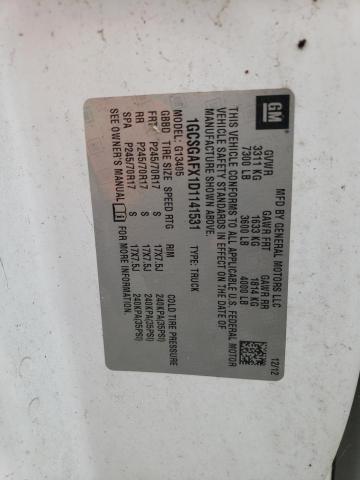 GM
MFD BY GENERAL MOTORS LLC 12/12
GVWR GAWR FRT GAWR RR
3311 KG 1633 KG 1814 KG
7300 LB 3600 LB 4000 LB
THIS VEHICLE CONFORMS TO ALL APPLICABLE U.S. FEDERAL MOTOR
VEHICLE SAFETY STANDARDS IN EFFECT ON THE DATE OF
MANUFACTURE SHOWN ABOVE.
1GCSGAFX1D1141531 TYPE: TRUCK
MODEL: G13405
GBBD TIRE SIZE SPEED RTG RIM COLD TIRE PRESSURE
FRT P245/70R17 S 17X7.5J 240KPA(35PSI)
RR P245/70R17 S 17X7.5J 240KPA(35PSI)
SPA P245/70R17 S 17X7.5J 240KPA(35PSI)
SEE OWNER'S MANUAL FOR MORE INFORMATION.